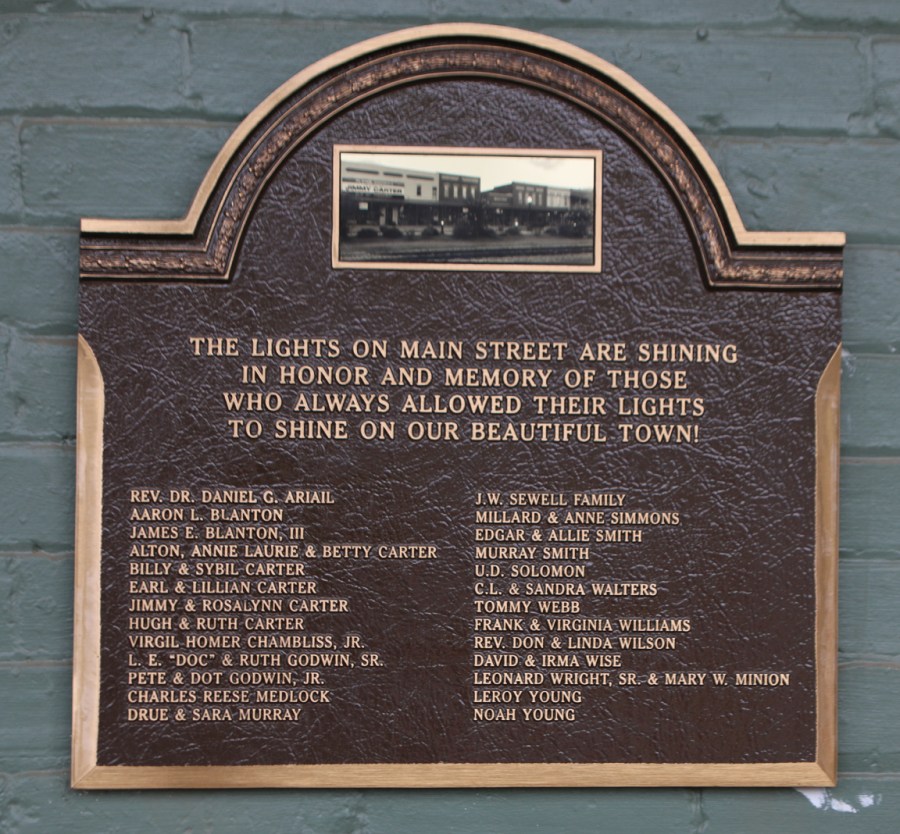 JIMMY CARTER
THE LIGHTS ON MAIN STREET ARE SHINING
IN HONOR AND MEMORY OF THOSE
WHO ALWAYS ALLOWED THEIR LIGHTS
TO SHINE ON OUR BEAUTIFUL TOWN!
REV. DR. DANIEL G. ARIAIL
AARON L. BLANTON
JAMES E. BLANTON, III
ALTON, ANNIE LAURIE & BETTY CARTER
BILLY & SYBIL CARTER
EARL & LILLIAN CARTER
JIMMY & ROSALYNN CARTER
HUGH & RUTH CARTER
VIRGIL HOMER CHAMBLISS, JR.
L. E. "DOC" & RUTH GODWIN, SR.
PETE & DOT GODWIN, JR.
CHARLES REESE MEDLOCK
DRUE & SARA MURRAY
J.W. SEWELL FAMILY
MILLARD & ANNE SIMMONS
EDGAR & ALLIE SMITH
MURRAY SMITH
U.D. SOLOMON
C.L. & SANDRA WALTERS
TOMMY WEBB
FRANK & VIRGINIA WILLIAMS
REV. DON & LINDA WILSON
DAVID & IRMA WISE
LEONARD WRIGHT, SR. & MARY W. MINION
LEROY YOUNG
NOAH YOUNG